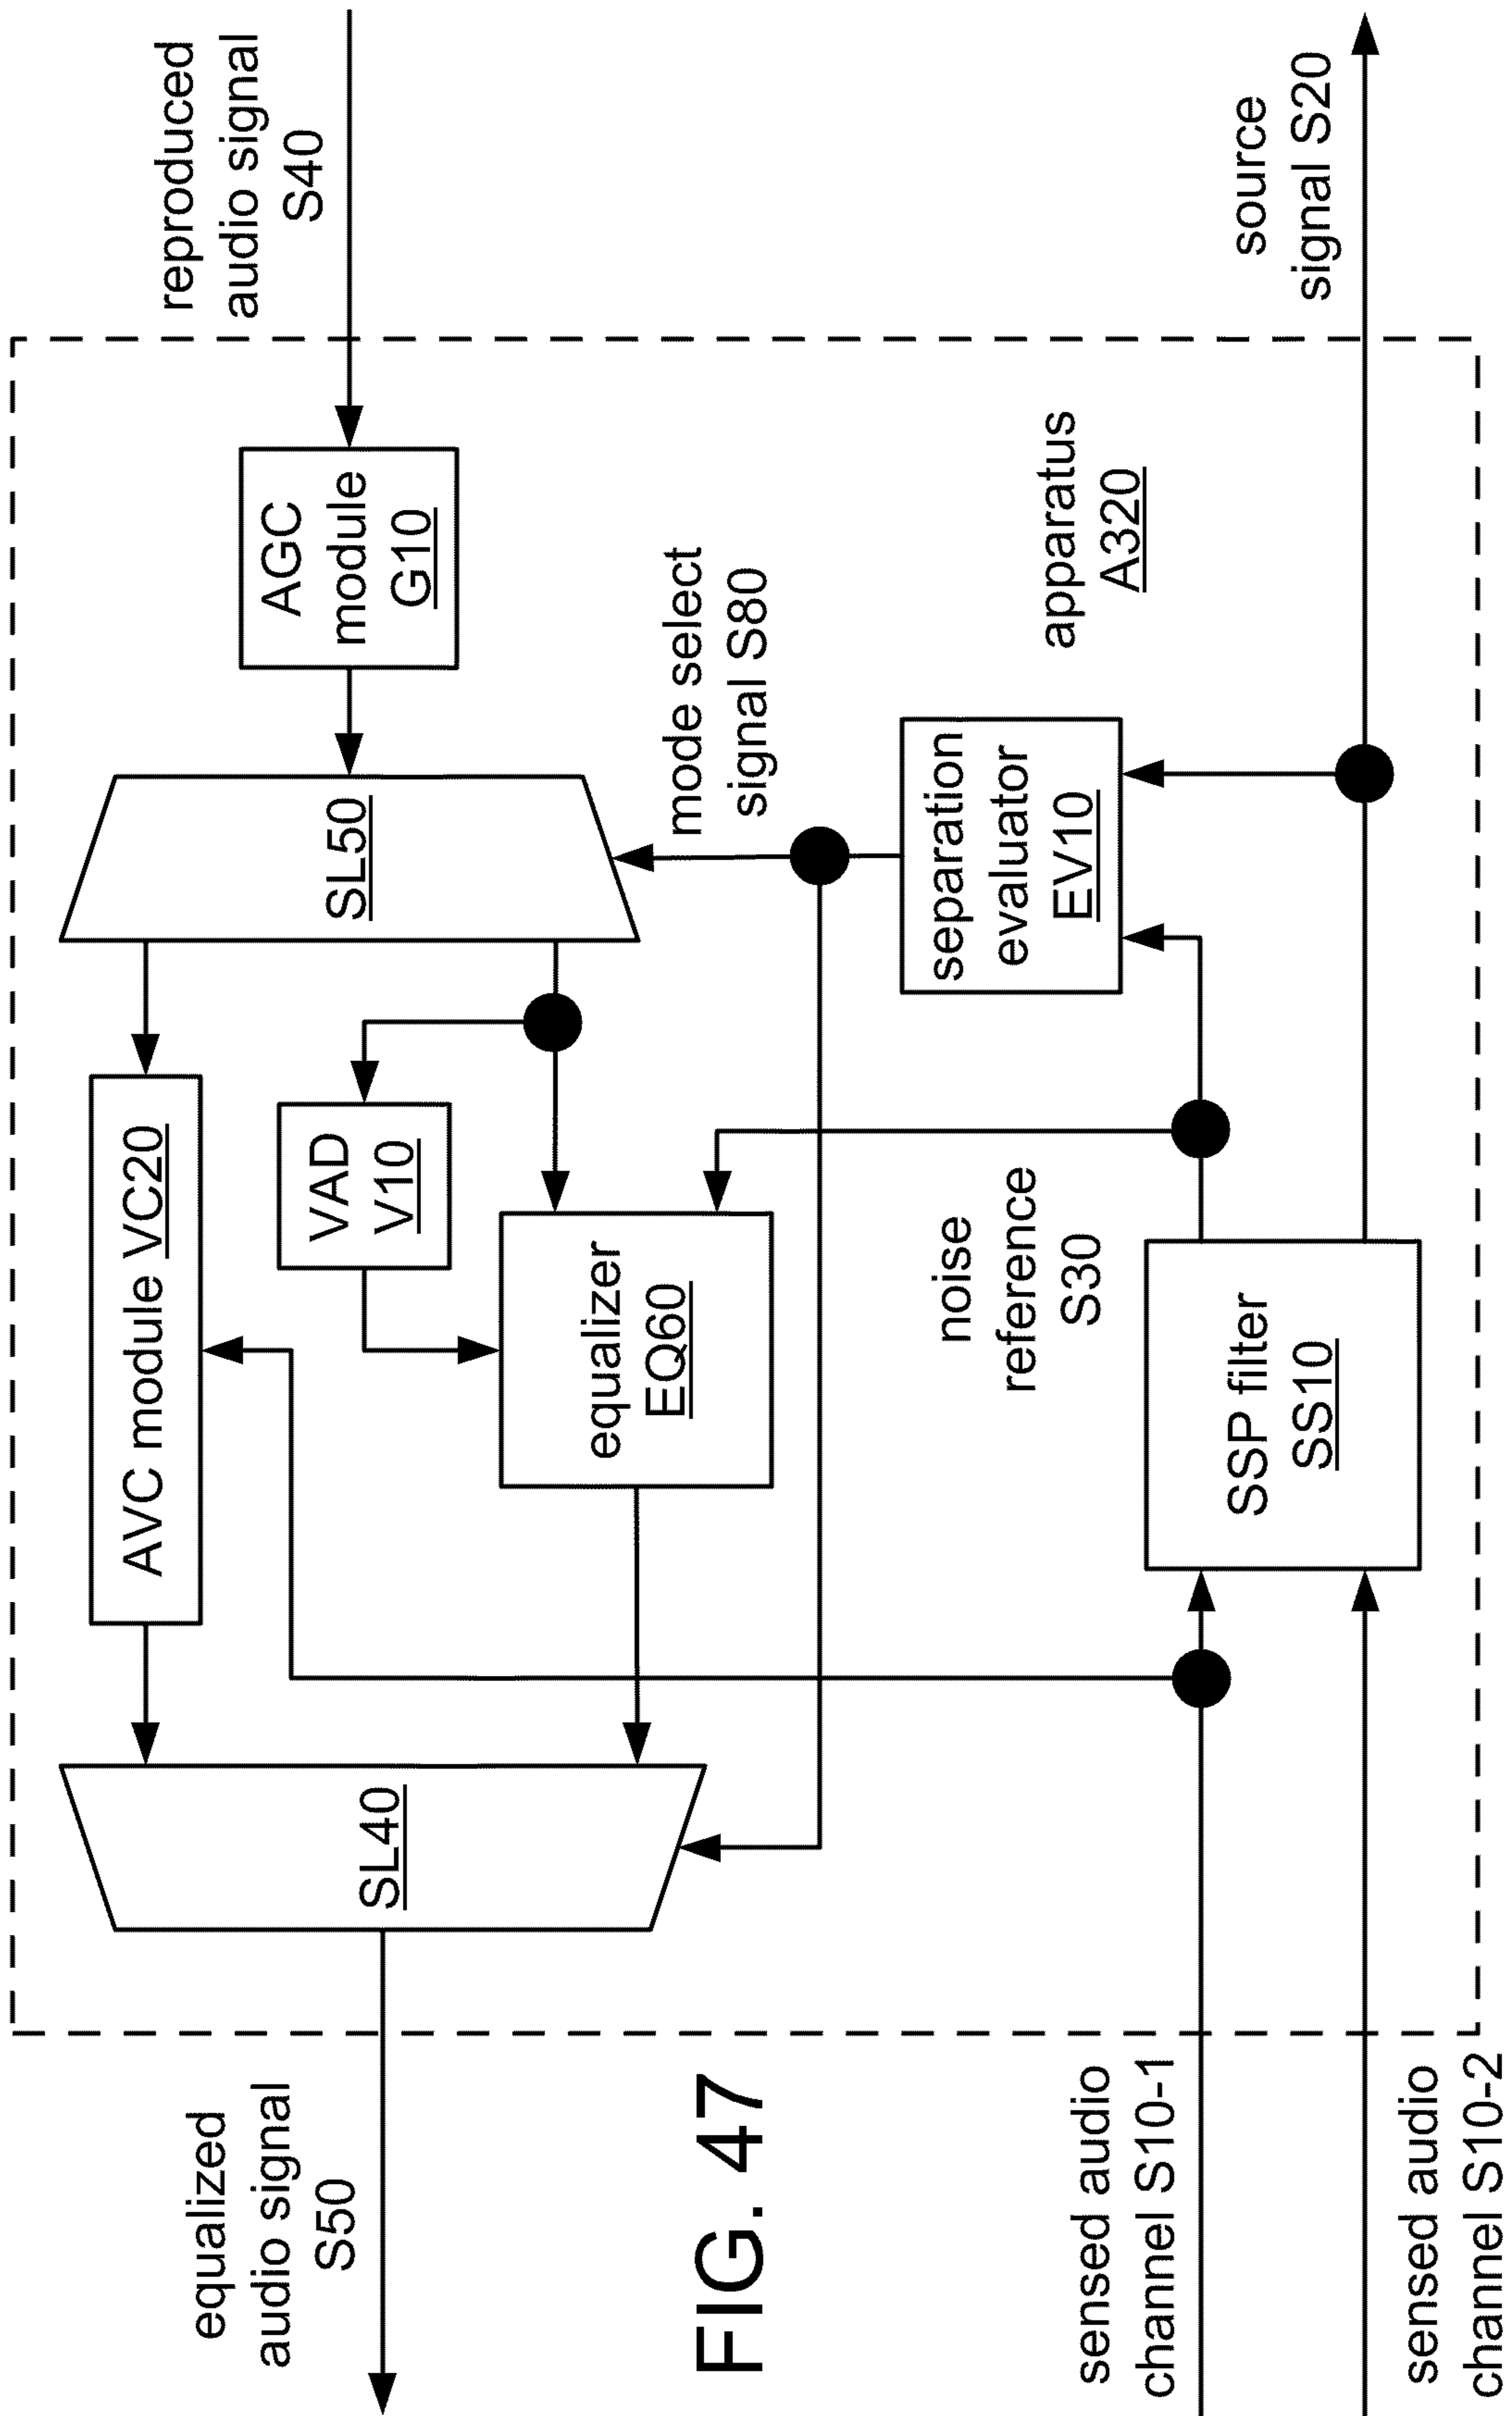 reproduced
audio signal
S40
AGC
module
G10
SL50
AVC module VC20
VAD
V10
equalizer
EQ60
SL40
equalized
audio signal
S50
mode select
signal S80
separation
evaluator
EV10
apparatus
A320
noise
reference
S30
SSP filter
SS10
source
signal S20
sensed audio
channel S10-1
sensed audio
channel S10-2
FIG. 47